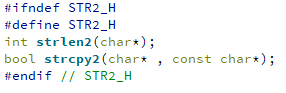 #ifndef STR2_H
#define STR2_H
int strlen2(char*);
bool strcpy2(char* , const char*);
#endif // STR2_H